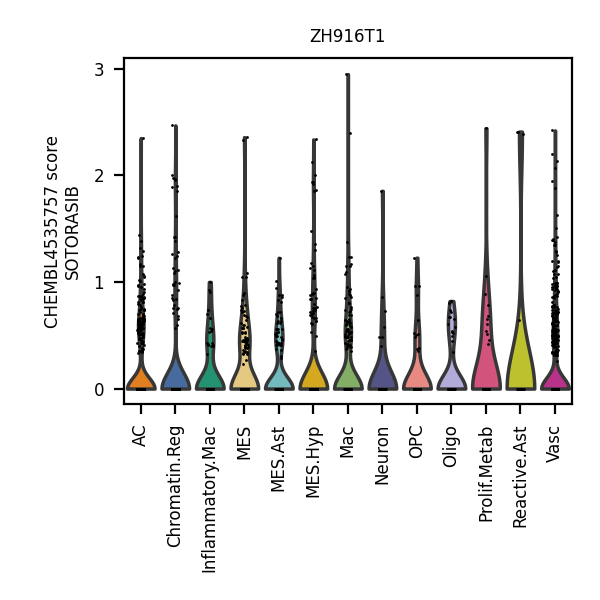 ZH916T1
CHEMBL4535757 score
SOTORASIB
3
2
1
0
AC
Chromatin.Reg
Inflammatory.Mac
MES
MES.Ast
MES.Hyp
Mac
Neuron
OPC
Oligo
Prolif.Metab
Reactive.Ast
Vasc